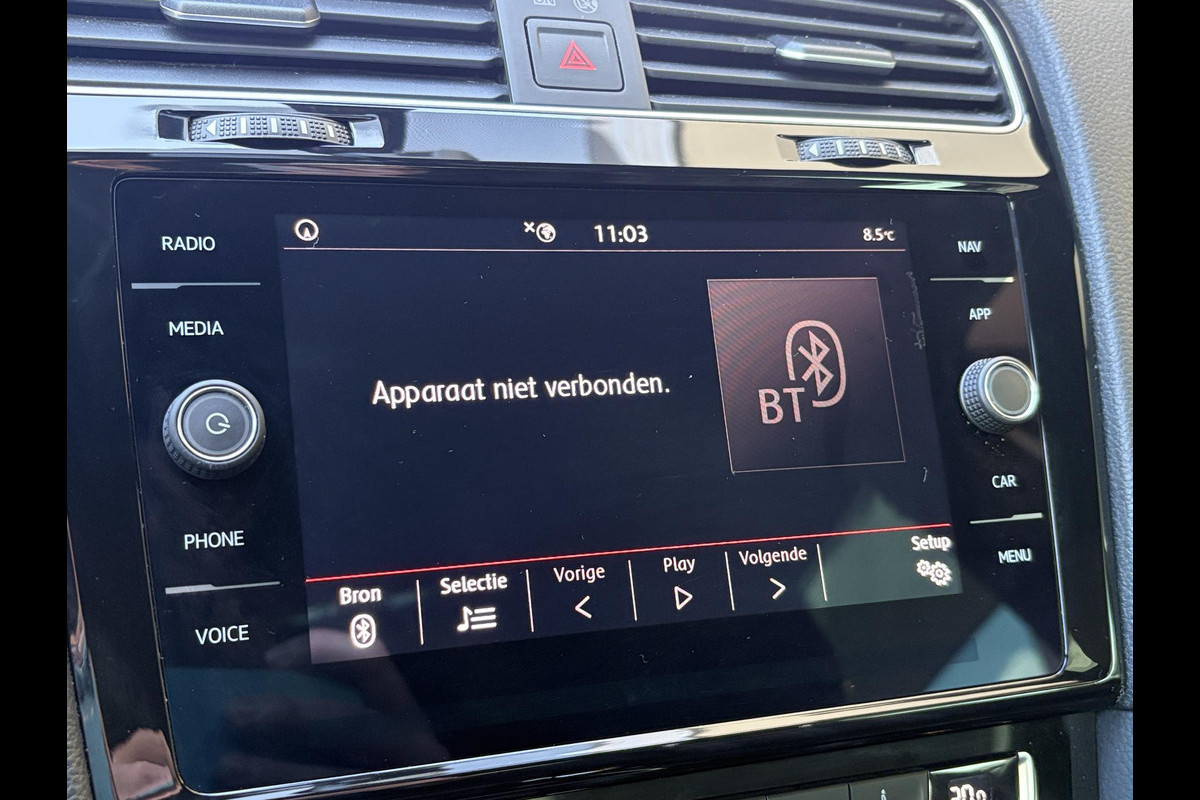 RADIO
MEDIA
PHONE
VOICE
11:03
8.5°C
Apparaat niet verbonden.
BT
Bron
Selectie
Vorige
Play
Volgende
Setup
NAV
APP
CAR
MENU